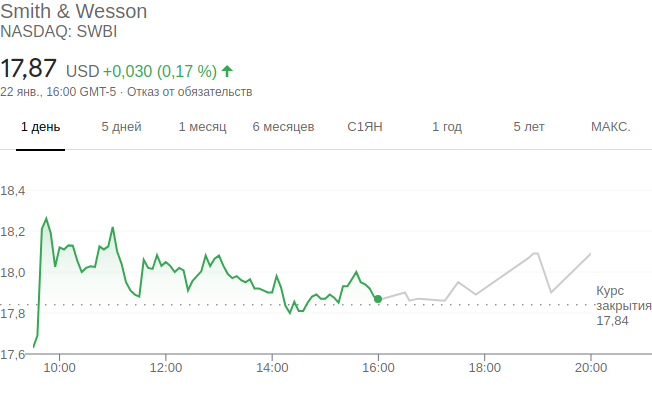 Smith & Wesson
NASDAQ: SWBI
17,87 USD +0,030 (0,17 %)
22 янв., 16:00 GMT-5 · Отказ от обязательств
1 день 5 дней 1 месяц 6 месяцев С1ЯН 1 год 5 лет МАКС.
18,4
18,2
18,0
17,8
17,6
Курс
закрытия
17,84
10:00 12:00 14:00 16:00 18:00 20:00